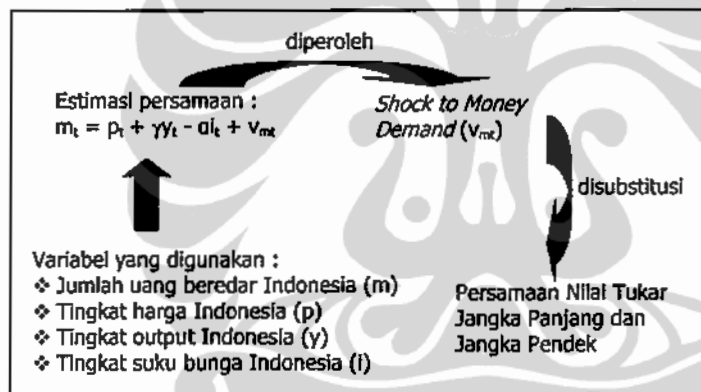 diperoleh
Estimasi persamaan :
mₜ = pₜ + γyₜ - αiₜ + vₘₜ
Shock to Money
Demand (vₘₜ)
disubstitusi
Variabel yang digunakan :
❖ Jumlah uang beredar Indonesia (m)
❖ Tingkat harga Indonesia (p)
❖ Tingkat output Indonesia (y)
❖ Tingkat suku bunga Indonesia (i)
Persamaan Nilai Tukar
Jangka Panjang dan
Jangka Pendek